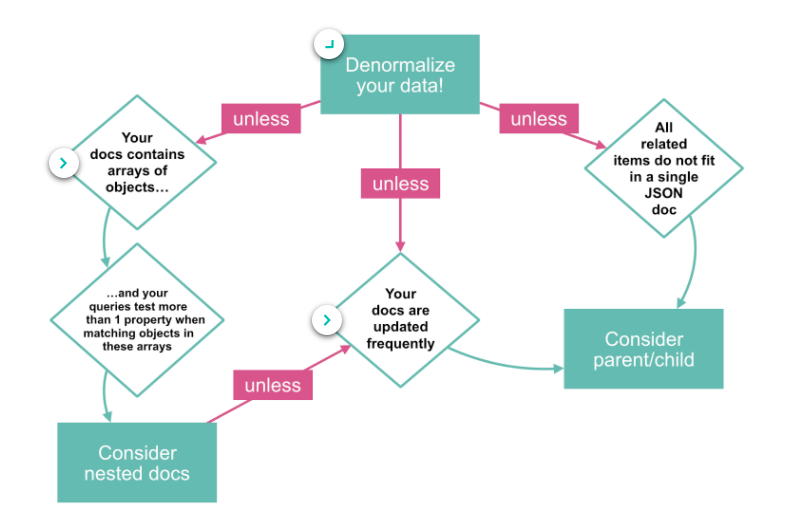 Denormalize
your data!
unless
unless
unless
Your
docs contains
arrays of
objects…
All
related
items do not fit
in a single
JSON
doc
…and your
queries test more
than 1 property when
matching objects in
these arrays
Your
docs are
updated
frequently
Consider
parent/child
unless
Consider
nested docs